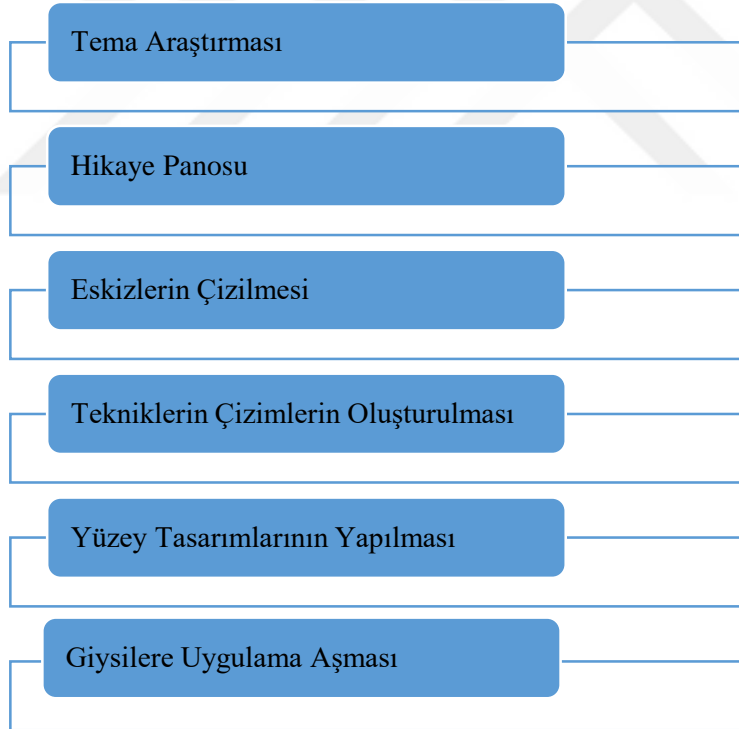 Tema Araştırması
Hikaye Panosu
Eskizlerin Çizilmesi
Tekniklerin Çizimlerin Oluşturulması
Yüzey Tasarımlarının Yapılması
Giysilere Uygulama Aşması